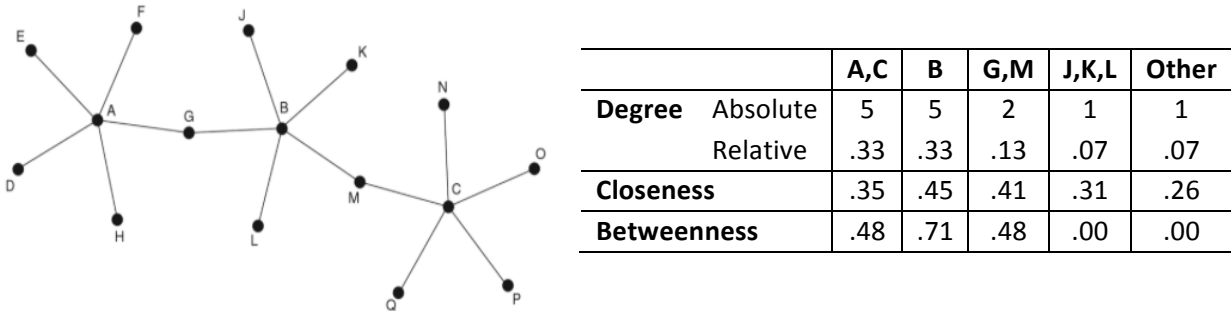 F
J
E
K
N
A
B
G
O
D
M
C
H
L
Q
P
A,C B G,M J,K,L Other
Degree Absolute 5 5 2 1 1
Relative .33 .33 .13 .07 .07
Closeness .35 .45 .41 .31 .26
Betweenness .48 .71 .48 .00 .00